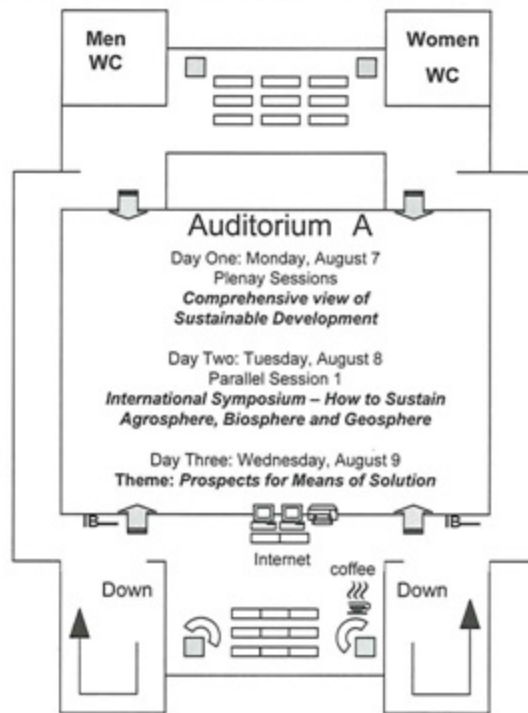 Men
WC
Women
WC
Auditorium A
Day One: Monday, August 7
Plenay Sessions
Comprehensive view of
Sustainable Development
Day Two: Tuesday, August 8
Parallel Session 1
International Symposium – How to Sustain
Agrosphere, Biosphere and Geosphere
Day Three: Wednesday, August 9
Theme: Prospects for Means of Solution
Internet
coffee
Down
Down